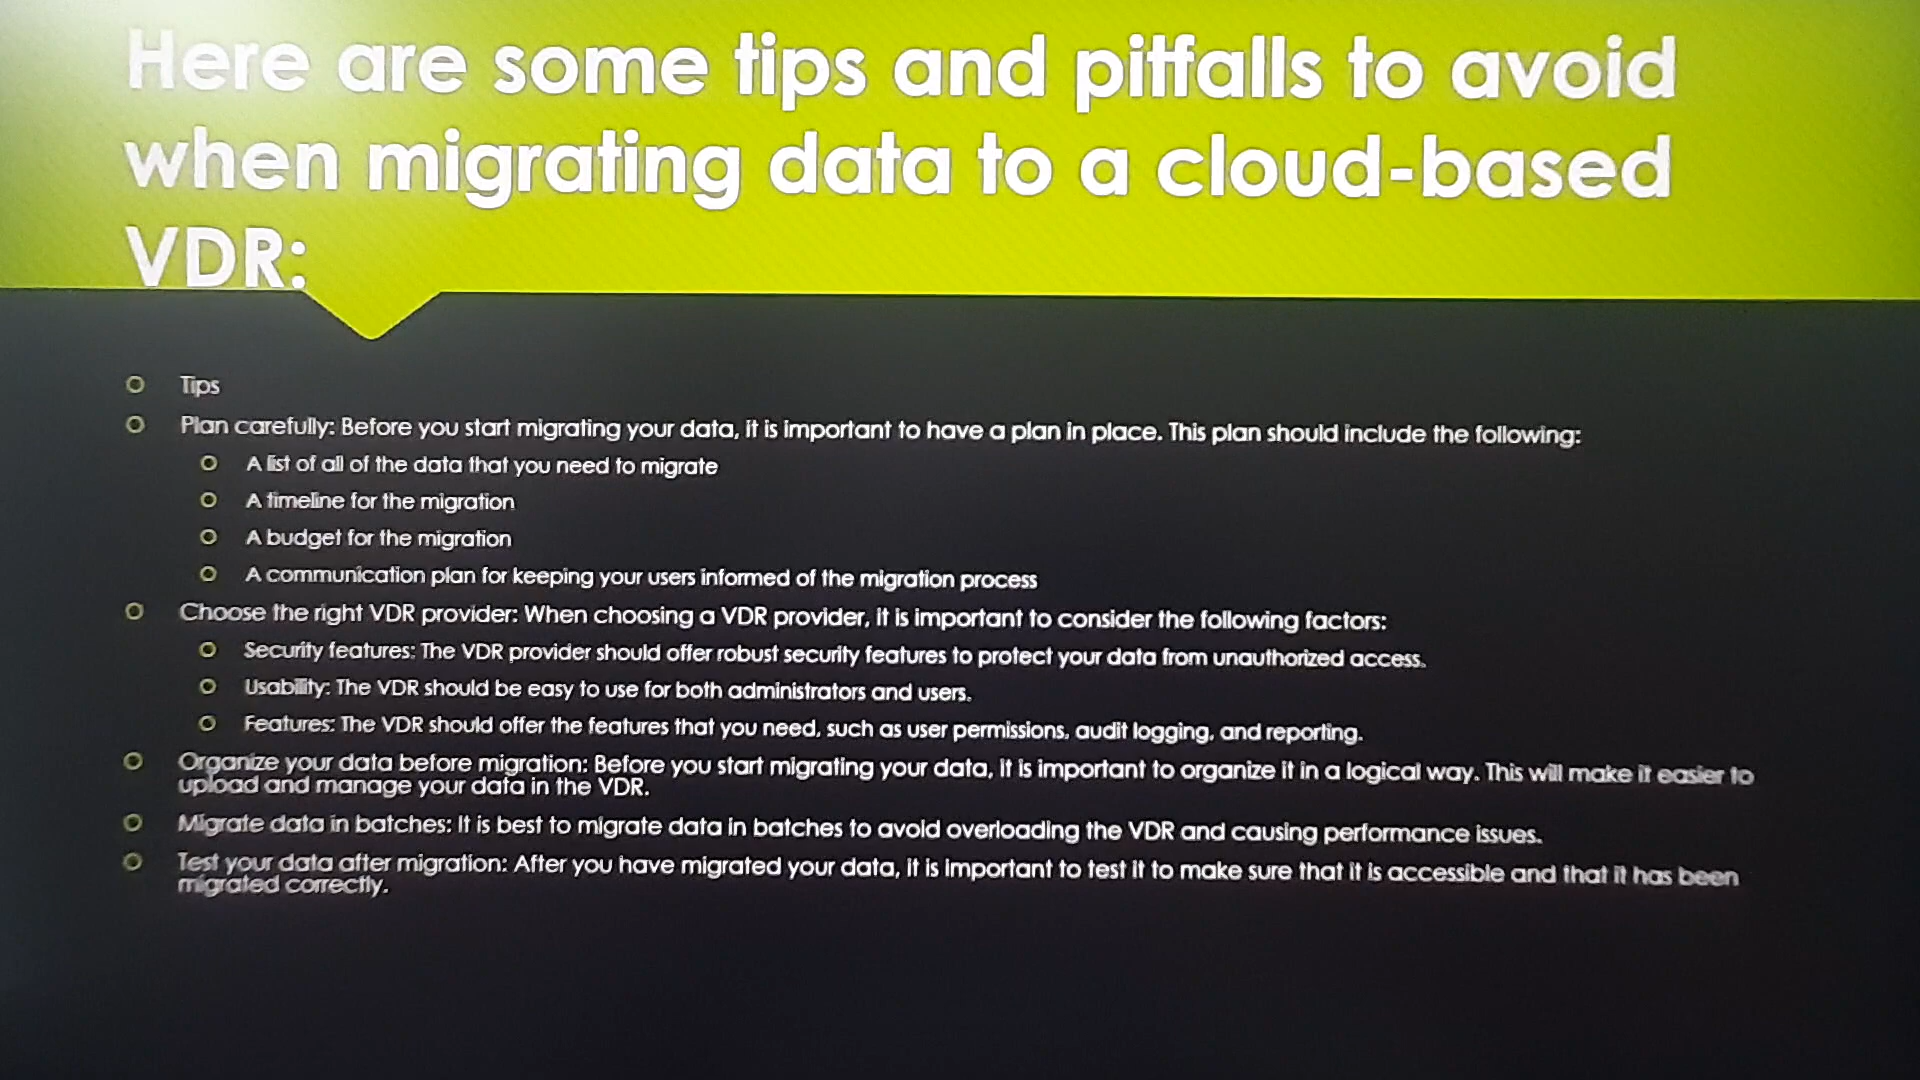 Here are some tips and pitfalls to avoid
when migrating data to a cloud-based
VDR:
Tips
Plan carefully: Before you start migrating your data, it is important to have a plan in place. This plan should include the following:
A list of all of the data that you need to migrate
A timeline for the migration
A budget for the migration
A communication plan for keeping your users informed of the migration process
Choose the right VDR provider: When choosing a VDR provider, it is important to consider the following factors:
Security features: The VDR provider should offer robust security features to protect your data from unauthorized access.
Usability: The VDR should be easy to use for both administrators and users.
Features: The VDR should offer the features that you need, such as user permissions, audit logging, and reporting.
Organize your data before migration: Before you start migrating your data, it is important to organize it in a logical way. This will make it easier to
upload and manage your data in the VDR.
Migrate data in batches: It is best to migrate data in batches to avoid overloading the VDR and causing performance issues.
Test your data after migration: After you have migrated your data, it is important to test it to make sure that it is accessible and that it has been
migrated correctly.